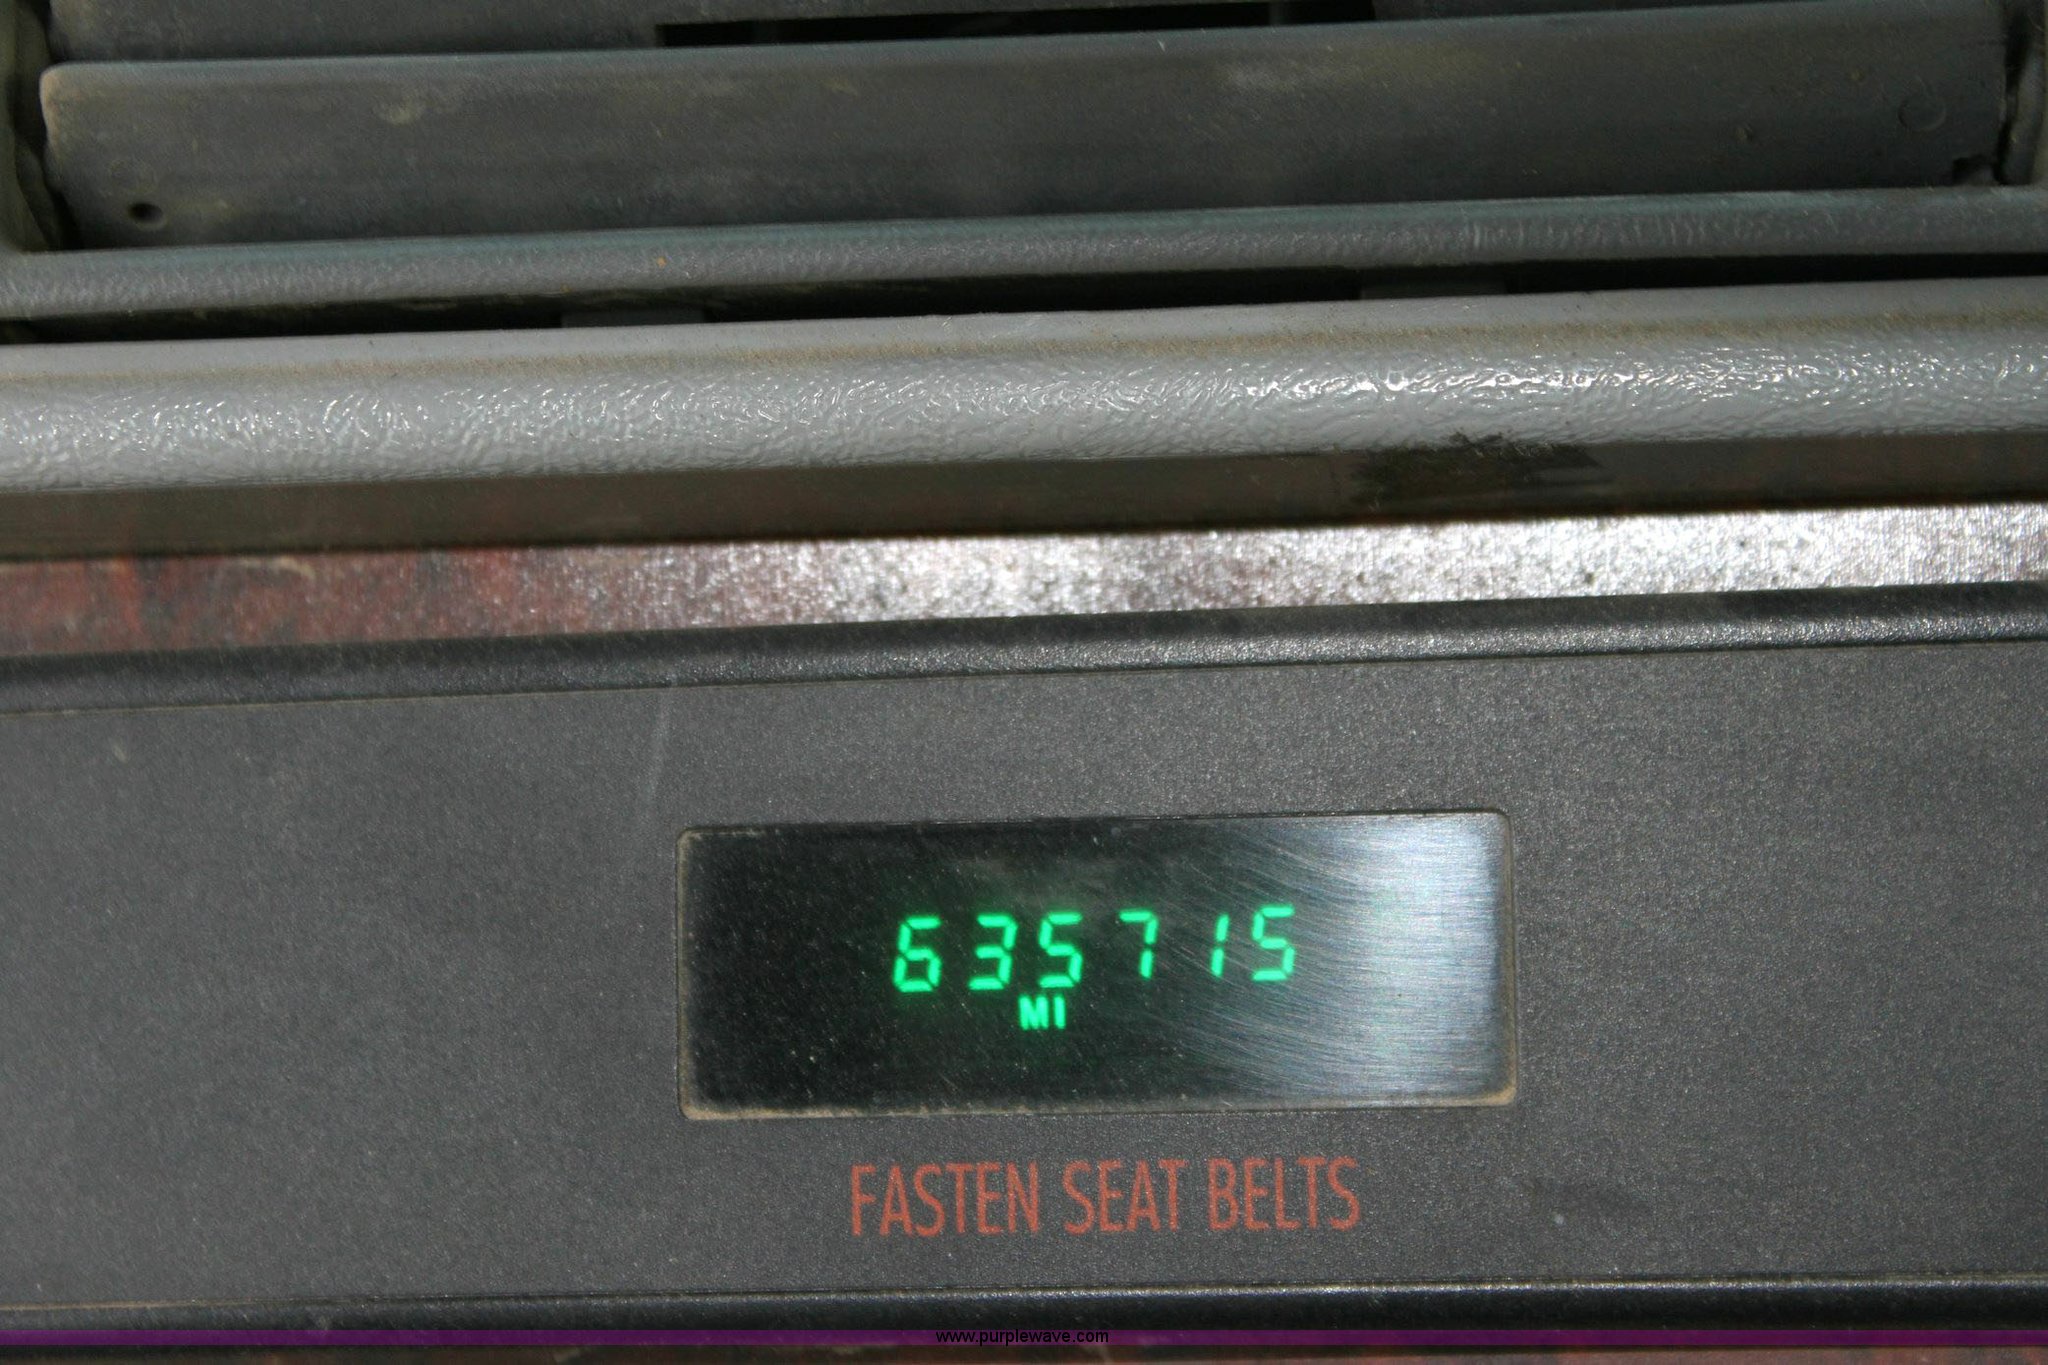 635715
MI
FASTEN SEAT BELTS
www.purplewave.com